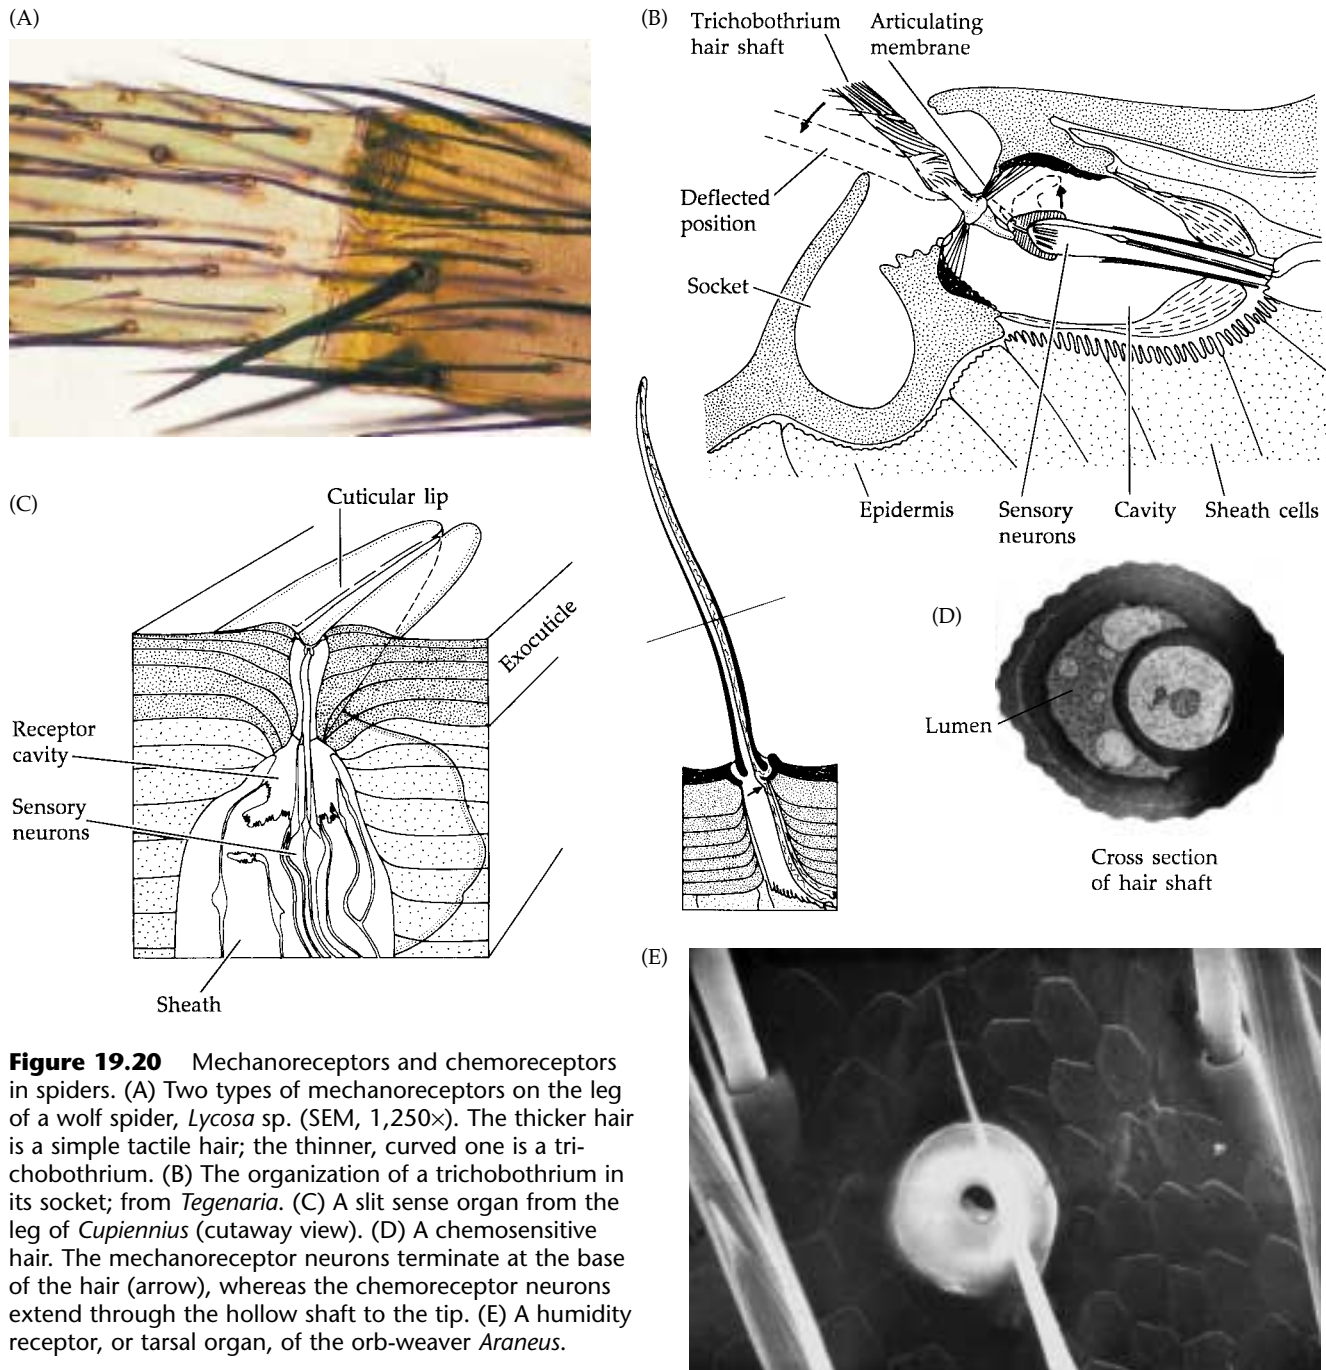 (A)
(B)
Trichobothrium
hair shaft
Articulating
membrane
Deflected
position
Socket
Epidermis
Sensory
neurons
Cavity
Sheath cells
(C)
Cuticular lip
Exocuticle
Receptor
cavity
Sensory
neurons
Sheath
(D)
Lumen
Cross section
of hair shaft
(E)
Figure 19.20 Mechanoreceptors and chemoreceptors
in spiders. (A) Two types of mechanoreceptors on the leg
of a wolf spider, Lycosa sp. (SEM, 1,250×). The thicker hair
is a simple tactile hair; the thinner, curved one is a tri-
chobothrium. (B) The organization of a trichobothrium in
its socket; from Tegenaria. (C) A slit sense organ from the
leg of Cupiennius (cutaway view). (D) A chemosensitive
hair. The mechanoreceptor neurons terminate at the base
of the hair (arrow), whereas the chemoreceptor neurons
extend through the hollow shaft to the tip. (E) A humidity
receptor, or tarsal organ, of the orb-weaver Araneus.